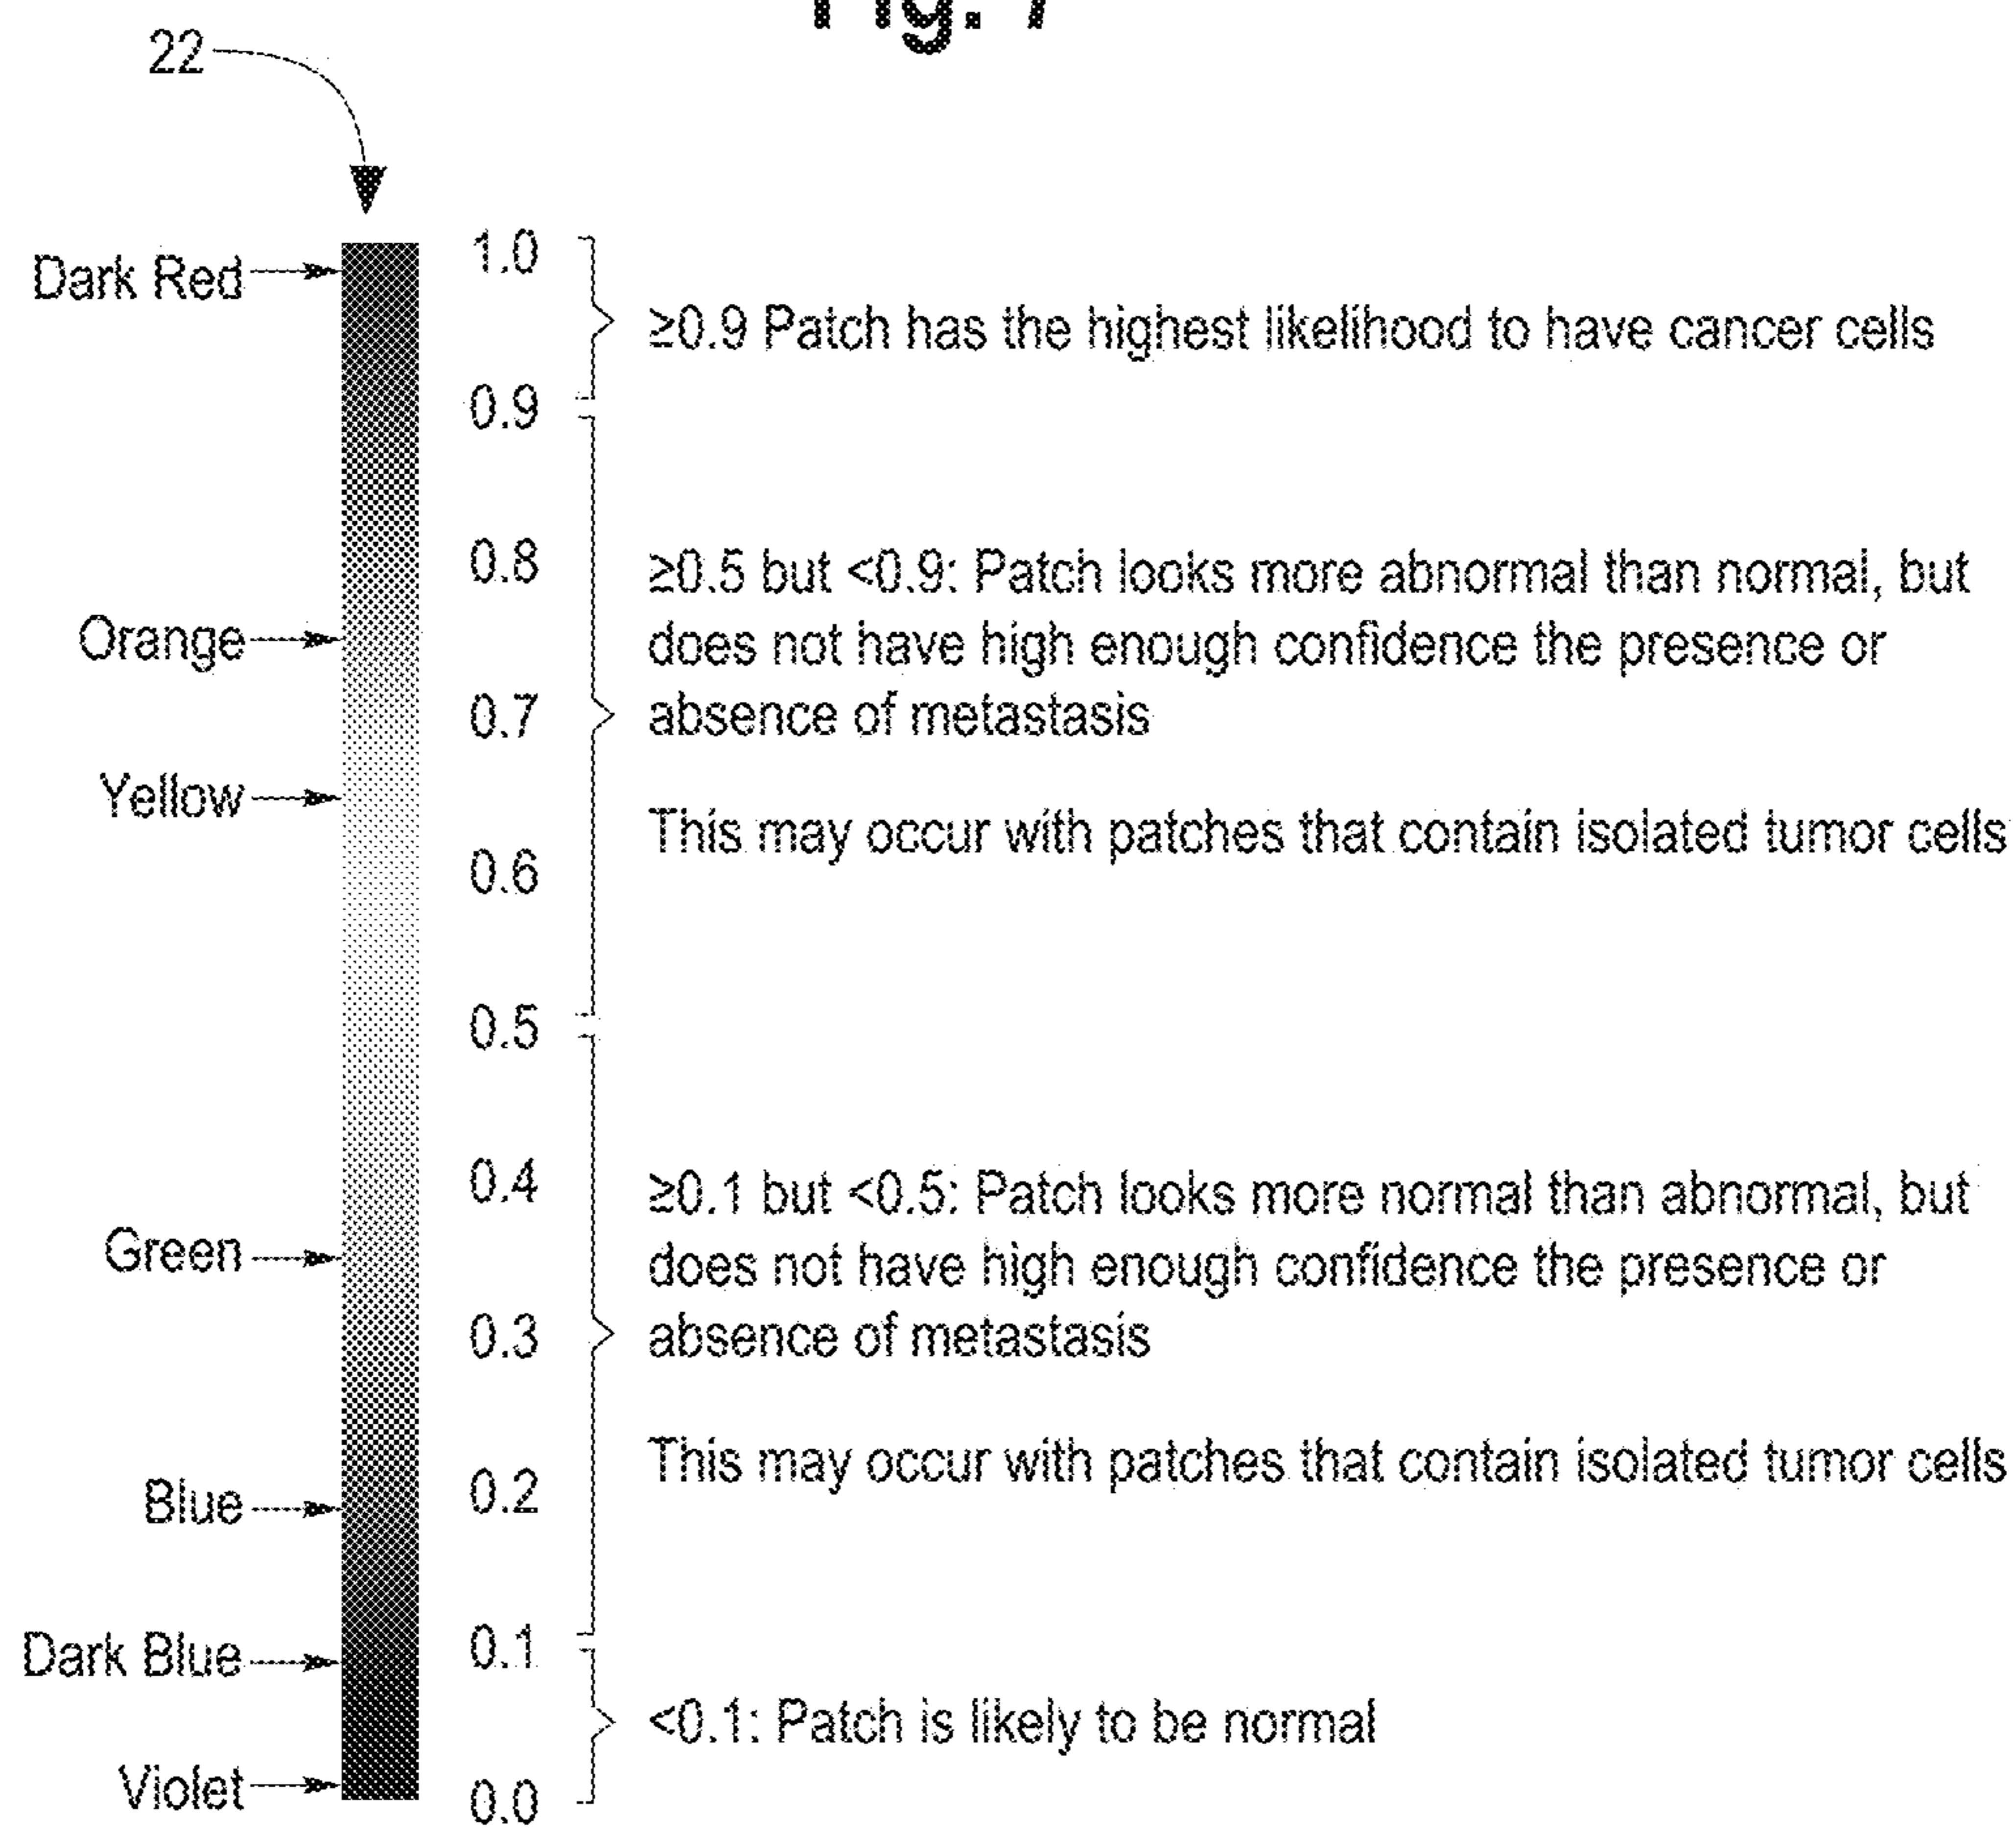 Fig. 7
22
Dark Red
1.0
≥0.9 Patch has the highest likelihood to have cancer cells
0.9
0.8
≥0.5 but <0.9: Patch looks more abnormal than normal, but
does not have high enough confidence the presence or
absence of metastasis
Orange
0.7
Yellow
This may occur with patches that contain isolated tumor cells
0.6
0.5
0.4
≥0.1 but <0.5: Patch looks more normal than abnormal, but
does not have high enough confidence the presence or
absence of metastasis
Green
0.3
This may occur with patches that contain isolated tumor cells
Blue
0.2
Dark Blue
0.1
<0.1: Patch is likely to be normal
Violet
0.0